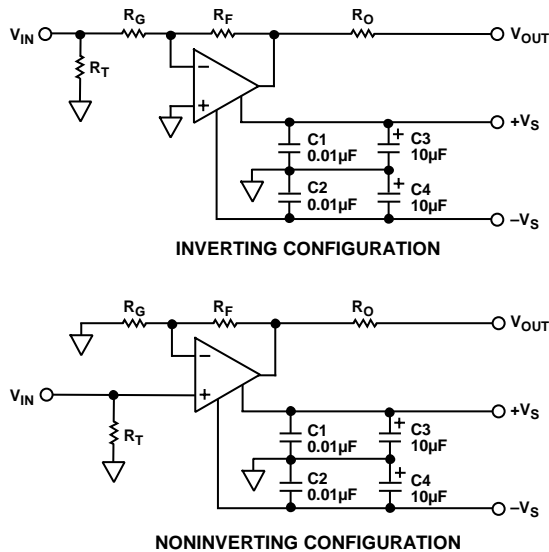 RG RF RO
VIN VOUT
RT
−
+
+VS
C1 0.01µF
+ C3 10µF
C2 0.01µF
+ C4 10µF
−VS
INVERTING CONFIGURATION
RG RF RO
VOUT
−
VIN +
RT
+VS
C1 0.01µF
+ C3 10µF
C2 0.01µF
+ C4 10µF
−VS
NONINVERTING CONFIGURATION